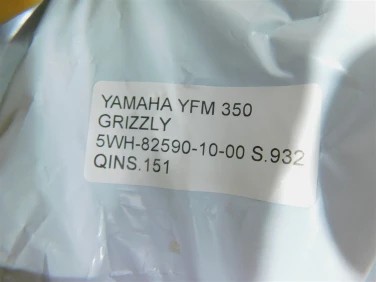 YAMAHA YFM 350
GRIZZLY
5WH-82590-10-00 S.932
QINS.151